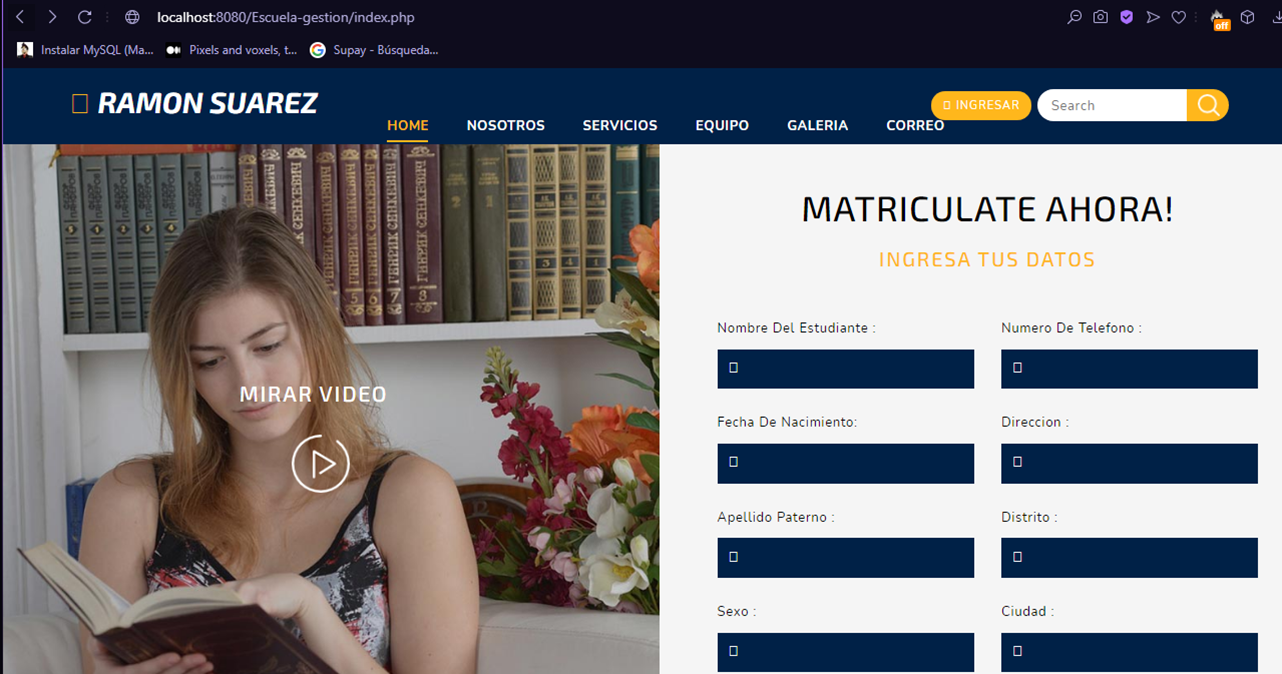 localhost:8080/Escuela-gestion/index.php
off
Instalar MySQL (Ma... Pixels and voxels, t... Supay - Búsqueda...
RAMON SUAREZ
HOME NOSOTROS SERVICIOS EQUIPO GALERIA CORREO
INGRESAR
Search
MIRAR VIDEO
MATRICULATE AHORA!
INGRESA TUS DATOS
Nombre Del Estudiante :
Numero De Telefono :
Fecha De Nacimiento:
Direccion :
Apellido Paterno :
Distrito :
Sexo :
Ciudad :